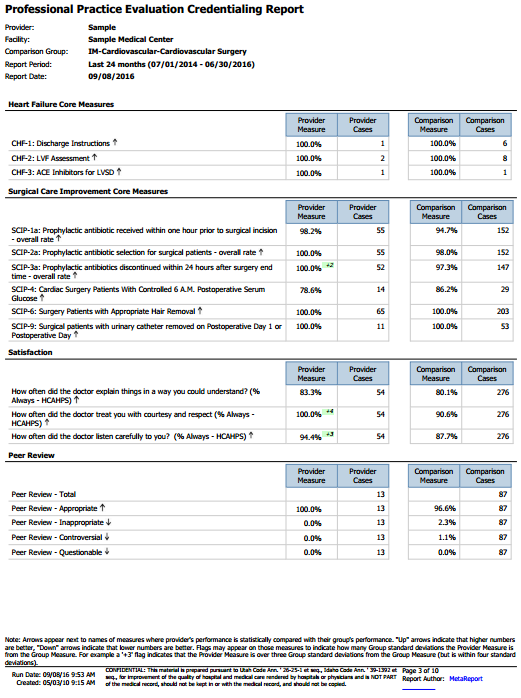 Professional Practice Evaluation Credentialing Report
Provider: Sample
Facility: Sample Medical Center
Comparison Group: IM-Cardiovascular-Cardiovascular Surgery
Report Period: Last 24 months (07/01/2014 - 06/30/2016)
Report Date: 09/08/2016
Heart Failure Core Measures
Provider Measure Provider Cases Comparison Measure Comparison Cases
CHF-1: Discharge Instructions ↑ 100.0% 1 100.0% 6
CHF-2: LVF Assessment ↑ 100.0% 2 100.0% 8
CHF-3: ACE Inhibitors for LVSD ↑ 100.0% 1 100.0% 1
Surgical Care Improvement Core Measures
Provider Measure Provider Cases Comparison Measure Comparison Cases
SCIP-1a: Prophylactic antibiotic received within one hour prior to surgical incision
- overall rate ↑ 98.2% 55 94.7% 152
SCIP-2a: Prophylactic antibiotic selection for surgical patients - overall rate ↑ 100.0% 55 98.0% 152
SCIP-3a: Prophylactic antibiotics discontinued within 24 hours after surgery end
time - overall rate ↑ 100.0% +2 52 97.3% 147
SCIP-4: Cardiac Surgery Patients With Controlled 6 A.M. Postoperative Serum
Glucose ↑ 78.6% 14 86.2% 29
SCIP-6: Surgery Patients with Appropriate Hair Removal ↑ 100.0% 65 100.0% 203
SCIP-9: Surgical patients with urinary catheter removed on Postoperative Day 1 or
Postoperative Day ↑ 100.0% 11 100.0% 53
Satisfaction
Provider Measure Provider Cases Comparison Measure Comparison Cases
How often did the doctor explain things in a way you could understand? (%
Always - HCAHPS) ↑ 83.3% 54 80.1% 276
How often did the doctor treat you with courtesy and respect (% Always -
HCAHPS) ↑ 100.0% +4 54 90.6% 276
How often did the doctor listen carefully to you? (% Always - HCAHPS) ↑ 94.4% +3 54 87.7% 276
Peer Review
Provider Measure Provider Cases Comparison Measure Comparison Cases
Peer Review - Total 13 87
Peer Review - Appropriate ↑ 100.0% 13 96.6% 87
Peer Review - Inappropriate ↓ 0.0% 13 2.3% 87
Peer Review - Controversial ↓ 0.0% 13 1.1% 87
Peer Review - Questionable ↓ 0.0% 13 0.0% 87
Note: Arrows appear next to names of measures where provider's performance is statistically compared with their group's performance. "Up" arrows indicate that higher numbers
are better, "Down" arrows indicate that lower numbers are better. Flags may appear on those measures to indicate how many Group standard deviations the Provider Measure is
from the Group Measure. For example a '+3' flag indicates that the Provider Measure is over three Group standard deviations from the Group Measure (but is within four standard
deviations).
Run Date: 09/08/16 9:53 AM
Created: 05/03/10 9:15 AM
CONFIDENTIAL: This material is prepared pursuant to Utah Code Ann. ' 26-25-1 et seq., Idaho Code Ann. ' 39-1392 et
seq., for improvement of the quality of hospital and medical care rendered by hospitals or physicians and is NOT PART
of the medical record, and should not be kept in or with the medical record, and should not be copied.
Page 3 of 10
Report Author: MetaReport